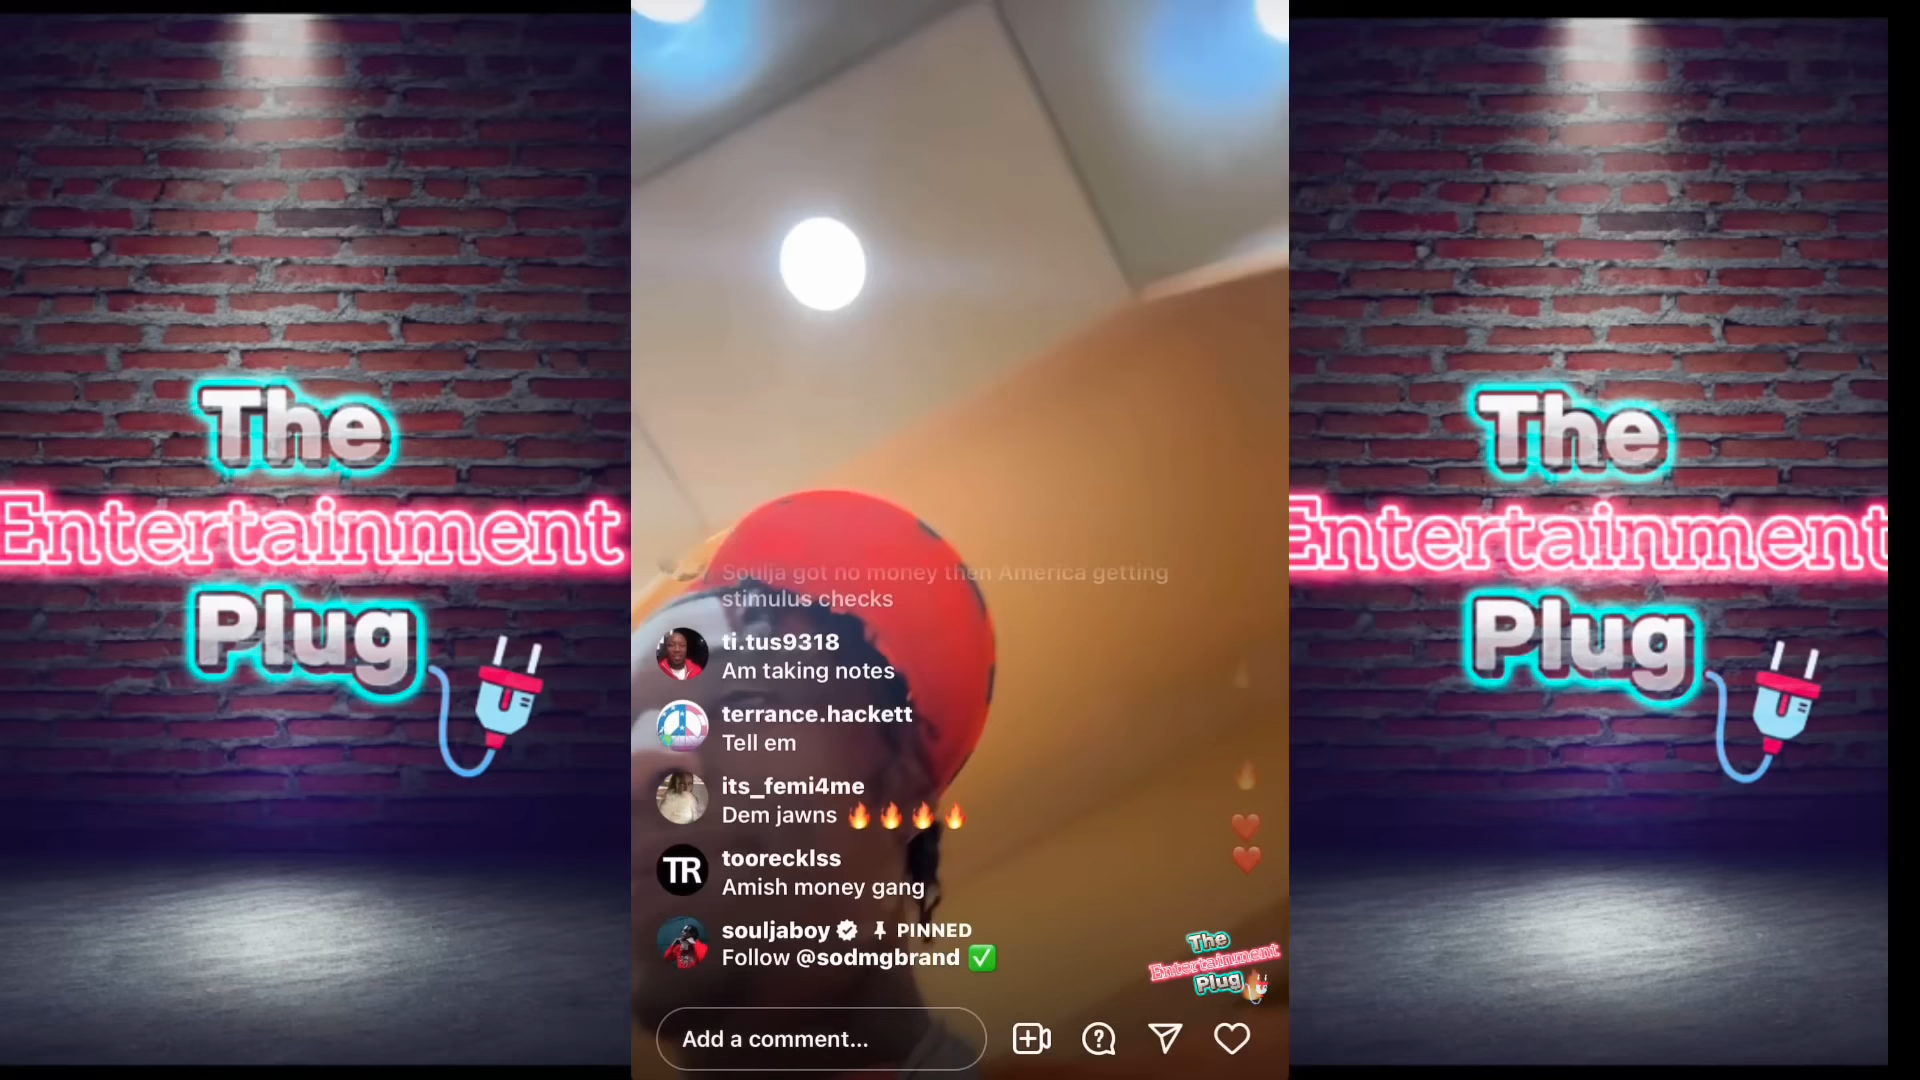 The
Entertainment
Plug
Soulja got no money then America getting
stimulus checks
ti.tus9318
Am taking notes
terrance.hackett
Tell em
its_femi4me
Dem jawns 🔥🔥🔥🔥
TR
toorecklss
Amish money gang
souljaboy PINNED
Follow @sodmgbrand ✅
Add a comment...
The
Entertainment
Plug
The
Entertainment
Plug